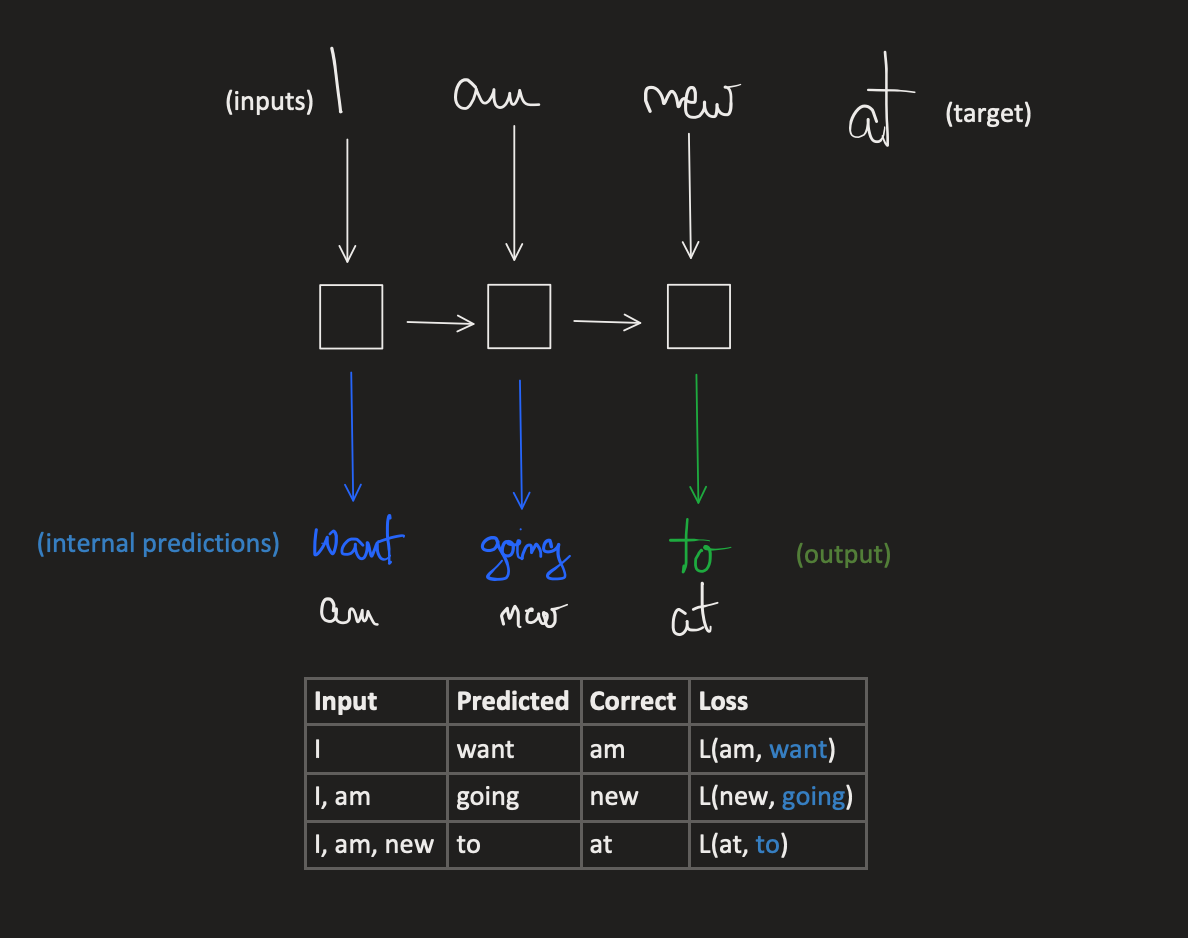 (inputs) I am new at (target)
(internal predictions) want going to (output)
am new at
Input Predicted Correct Loss
I want am L(am, want)
I, am going new L(new, going)
I, am, new to at L(at, to)